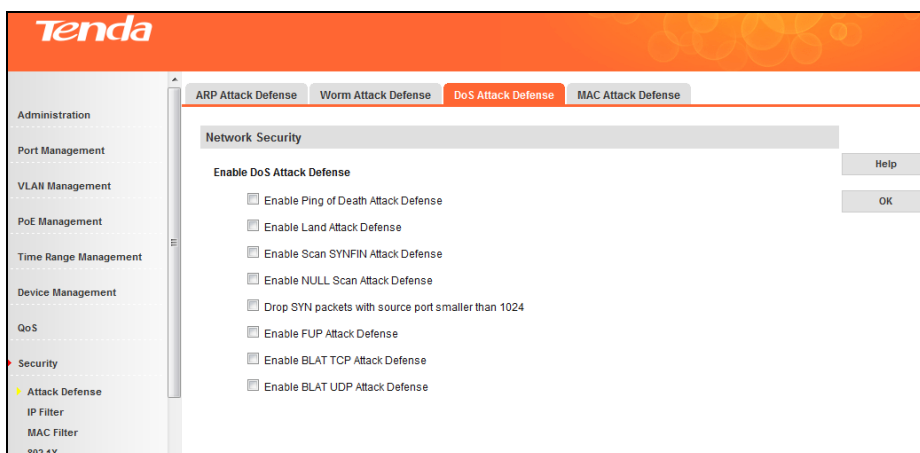 Tenda
ARP Attack Defense Worm Attack Defense DoS Attack Defense MAC Attack Defense
Administration
Port Management
VLAN Management
PoE Management
Time Range Management
Device Management
QoS
Security
Attack Defense
IP Filter
MAC Filter
802.1X
Network Security
Enable DoS Attack Defense
Enable Ping of Death Attack Defense
Enable Land Attack Defense
Enable Scan SYNFIN Attack Defense
Enable NULL Scan Attack Defense
Drop SYN packets with source port smaller than 1024
Enable FUP Attack Defense
Enable BLAT TCP Attack Defense
Enable BLAT UDP Attack Defense
Help
OK